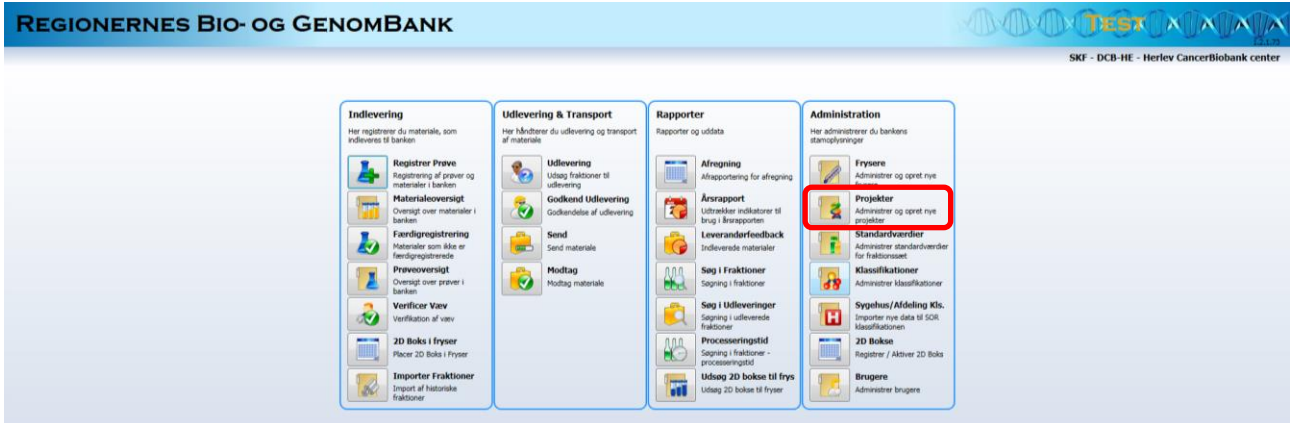 REGIONERNES BIO- OG GENOMBANK
TEST
SKF - DCB-HE - Herlev CancerBiobank center
Indlevering
Her registrerer du materiale, som
indleveres til banken
Registrer Prøve
Registrering af prøver og
materialer i banken
Materialeoversigt
Oversigt over materialer i
banken
Færdigregistrering
Materialer som ikke er
færdigregistrerede
Prøveoversigt
Oversigt over prøver i
banken
Verificer Væv
Verifikation af væv
2D Boks i fryser
Placer 2D Boks i Fryser
Importer Fraktioner
Import af historiske
fraktioner
Udlevering & Transport
Her håndterer du udlevering og transport
af materiale
Udlevering
Udsøg fraktioner til
udlevering
Godkend Udlevering
Godkendelse af udlevering
Send
Send materiale
Modtag
Modtag materiale
Rapporter
Rapporter og uddata
Afregning
Afrapportering for afregning
Årsrapport
Udtrækker indikatorer til
brug i årsrapporten
Leverandørfeedback
Indleverede materialer
Søg i Fraktioner
Søgning i fraktioner
Søg i Udleveringer
Søgning i udleverede
fraktioner
Processeringstid
Søgning i fraktioner -
processeringstid
Udsøg 2D bokse til frys
Udsøg 2D bokse til fryser
Administration
Her administrerer du bankens
stamoplysninger
Frysere
Administrer og opret nye
Projekter
Administrer og opret nye
projekter
Standardværdier
Administrer standardværdier
for fraktionssæt
Klassifikationer
Administrer klassifikationer
Sygehus/Afdeling Kls.
Importer nye data til SOR
klassifikationen
2D Bokse
Registrer / Aktiver 2D Boks
Brugere
Administrer brugere